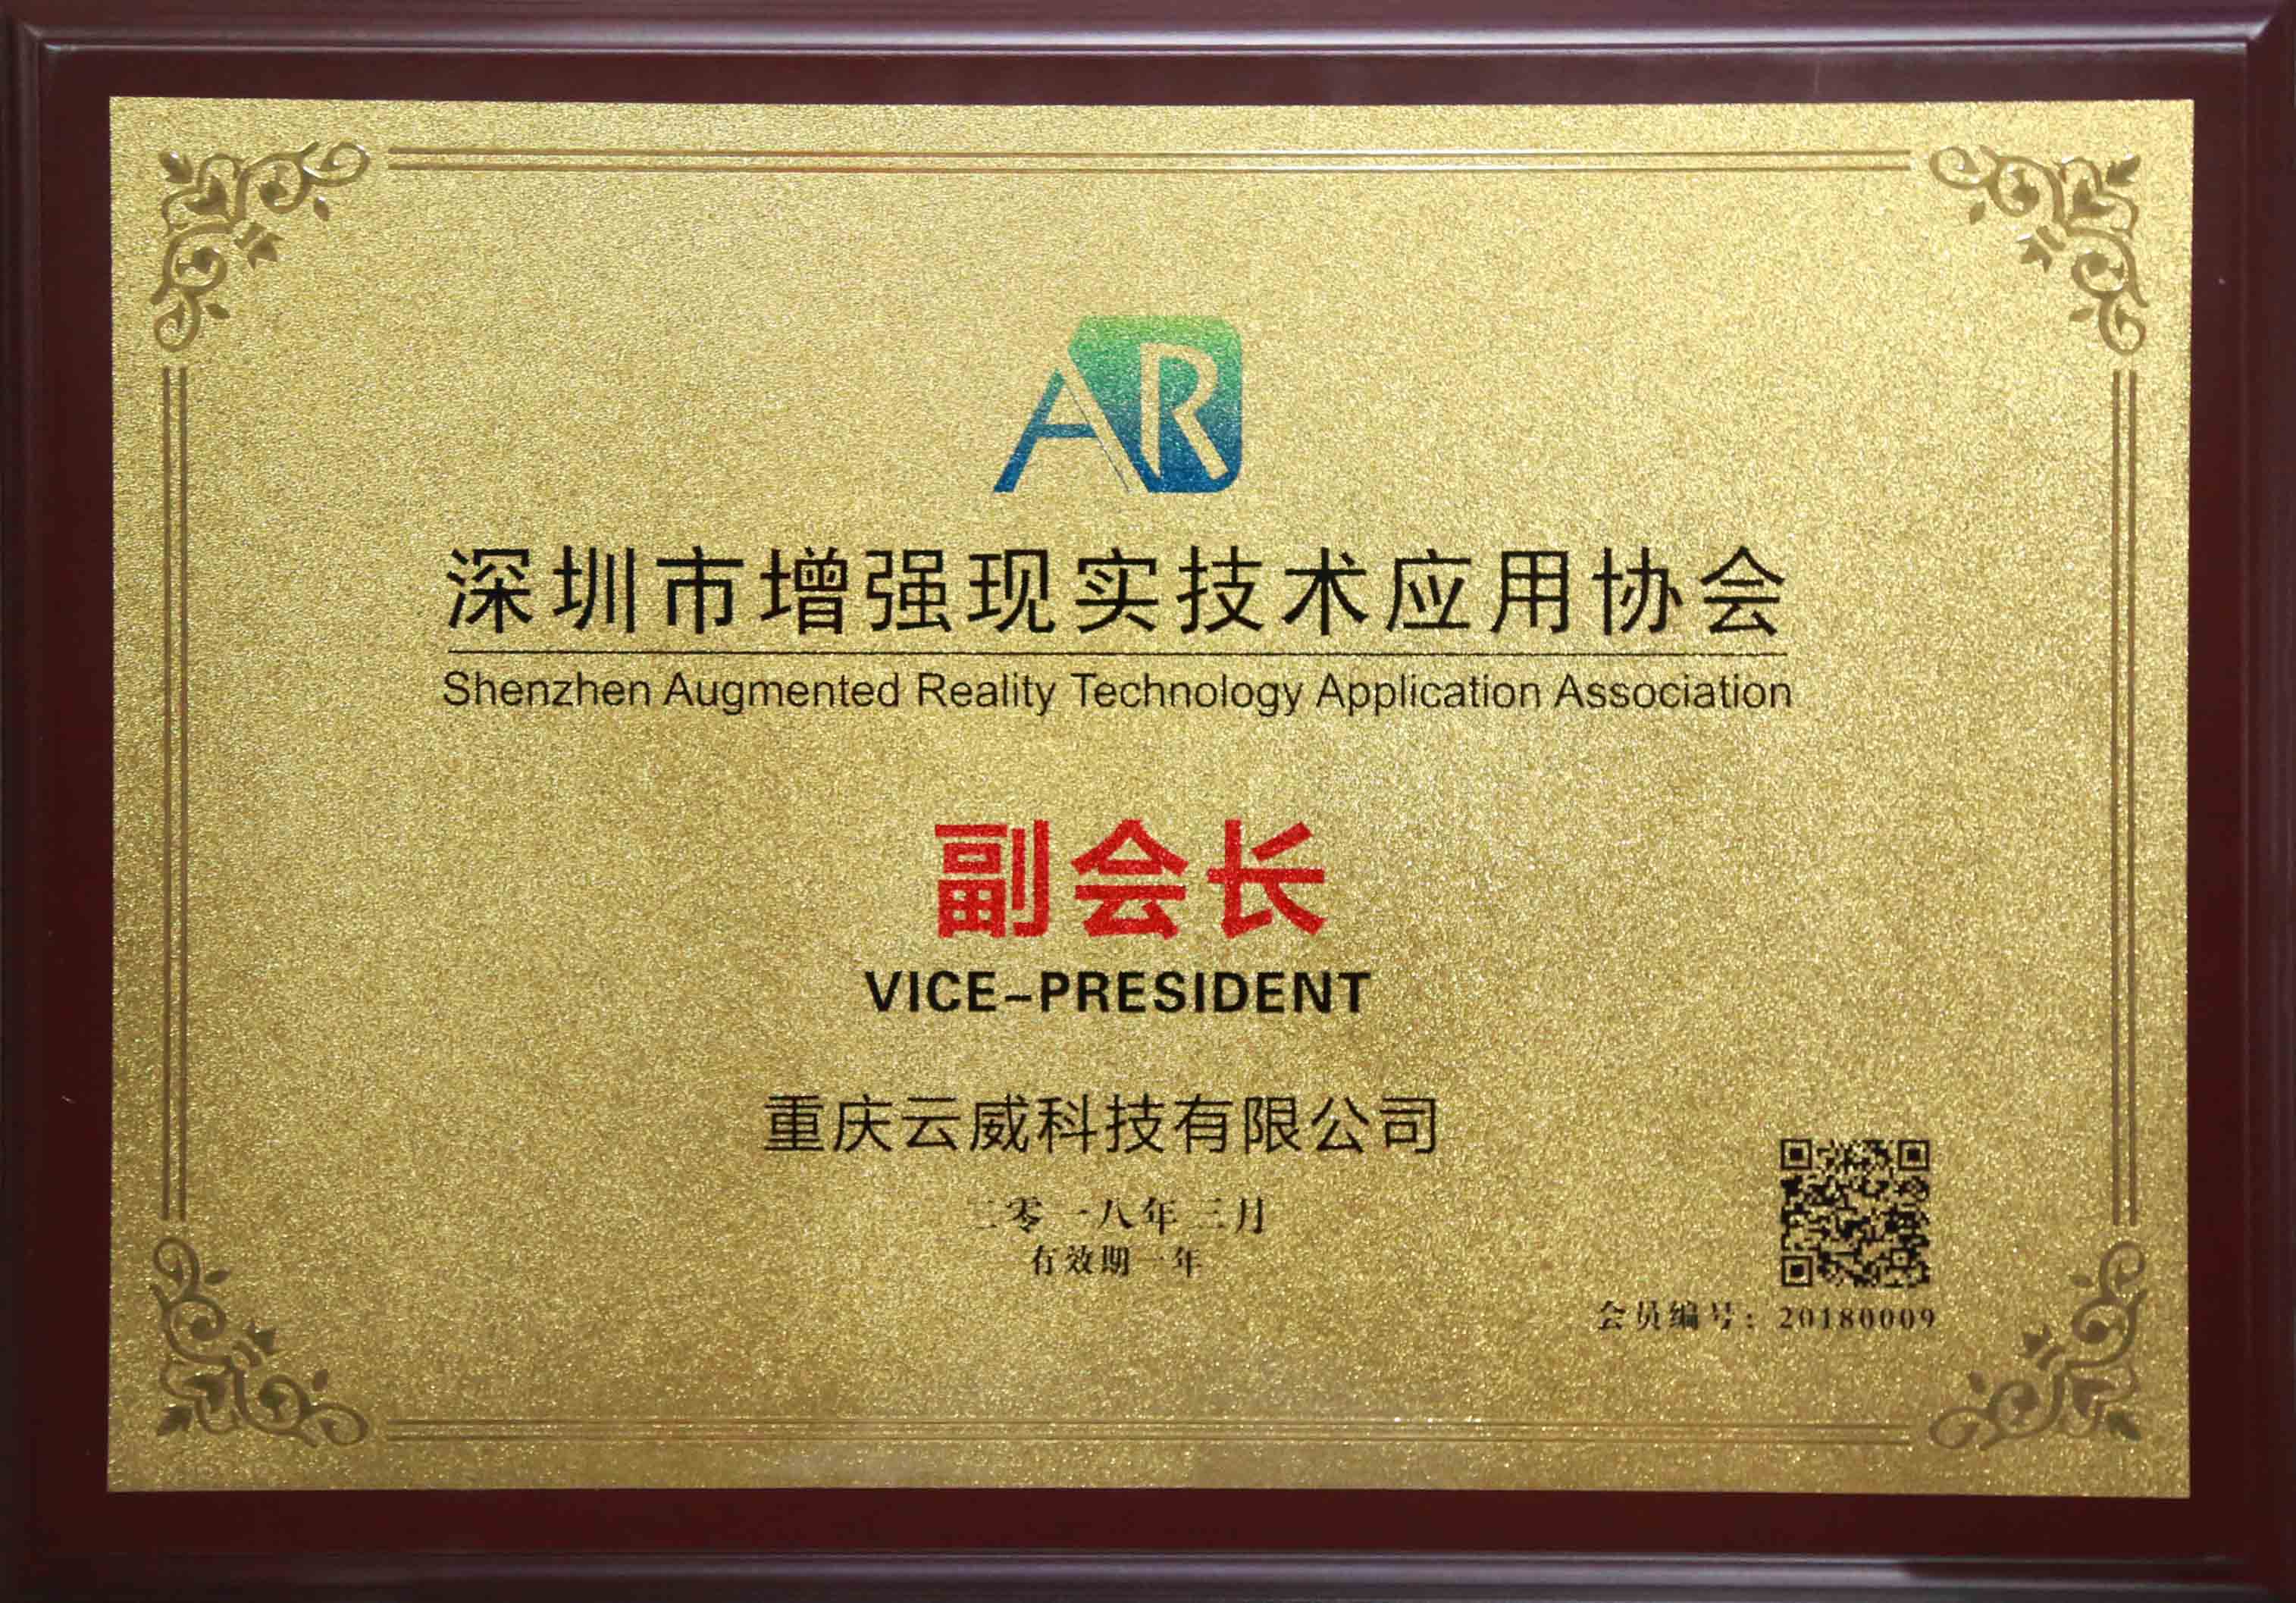 AR
深圳市增强现实技术应用协会
Shenzhen Augmented Reality Technology Application Association
副会长
VICE-PRESIDENT
重庆云威科技有限公司
二零一八年三月
有效期一年
会员编号：20180009